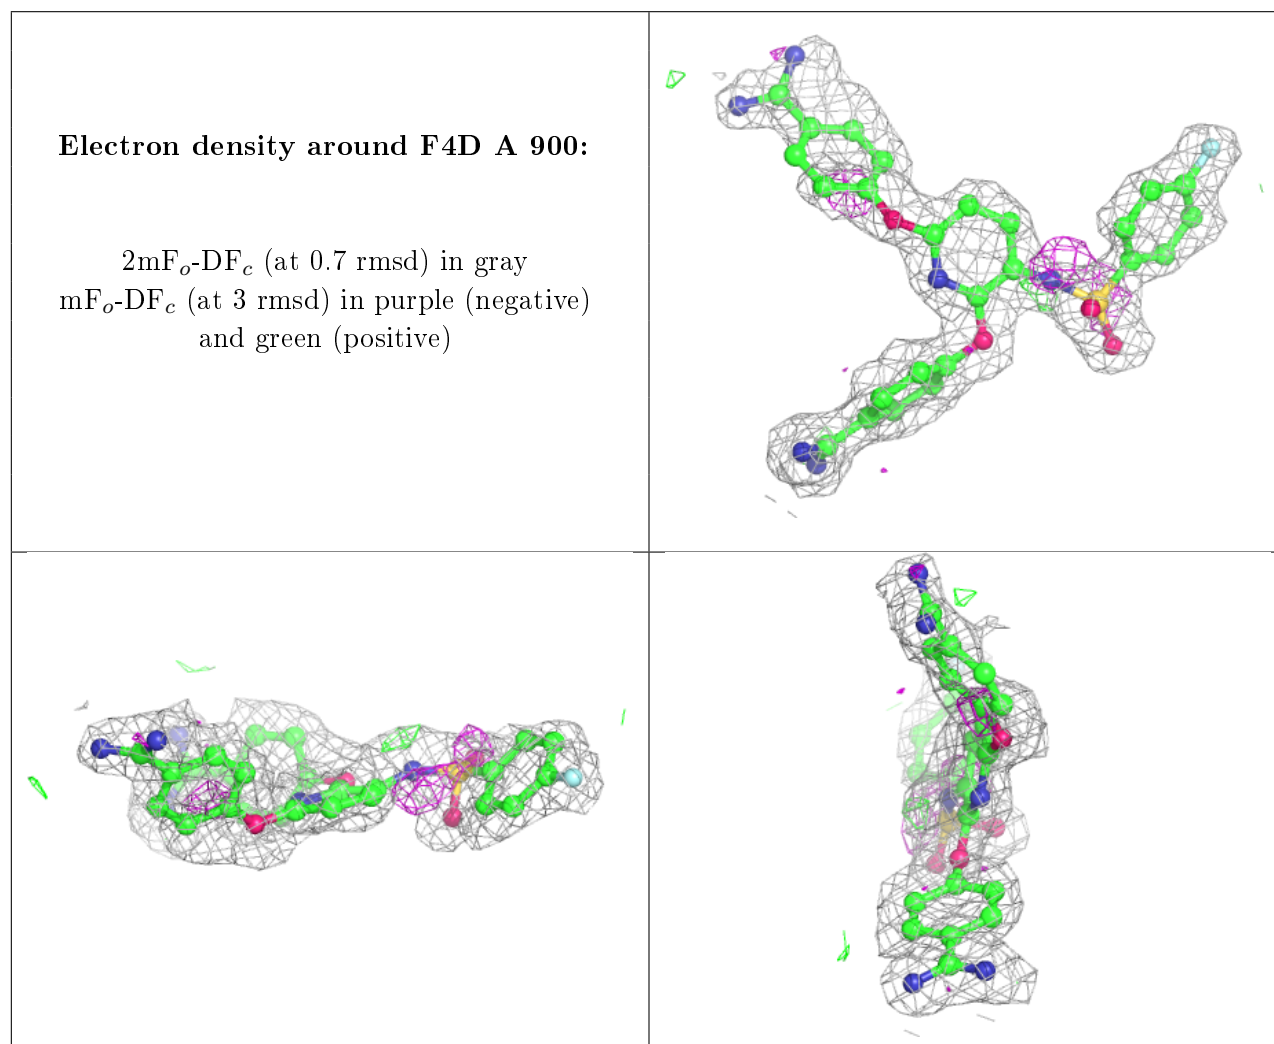 Electron density around F4D A 900:
2mFₒ-DF𝒸 (at 0.7 rmsd) in gray
mFₒ-DF𝒸 (at 3 rmsd) in purple (negative)
and green (positive)